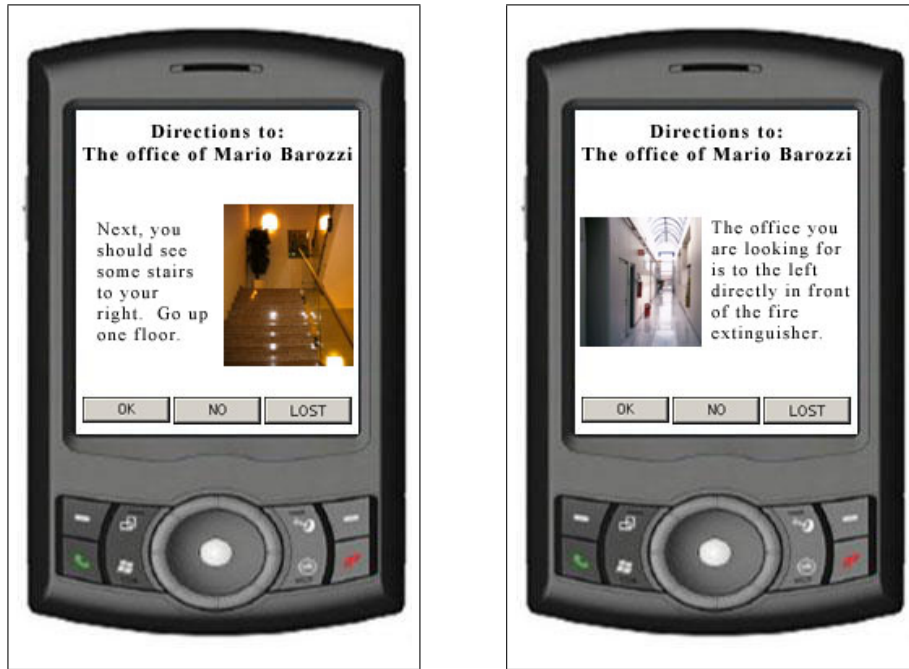 Directions to:
The office of Mario Barozzi
Next, you
should see
some stairs
to your
right. Go up
one floor.
OK NO LOST
Directions to:
The office of Mario Barozzi
The office you
are looking for
is to the left
directly in front
of the fire
extinguisher.
OK NO LOST